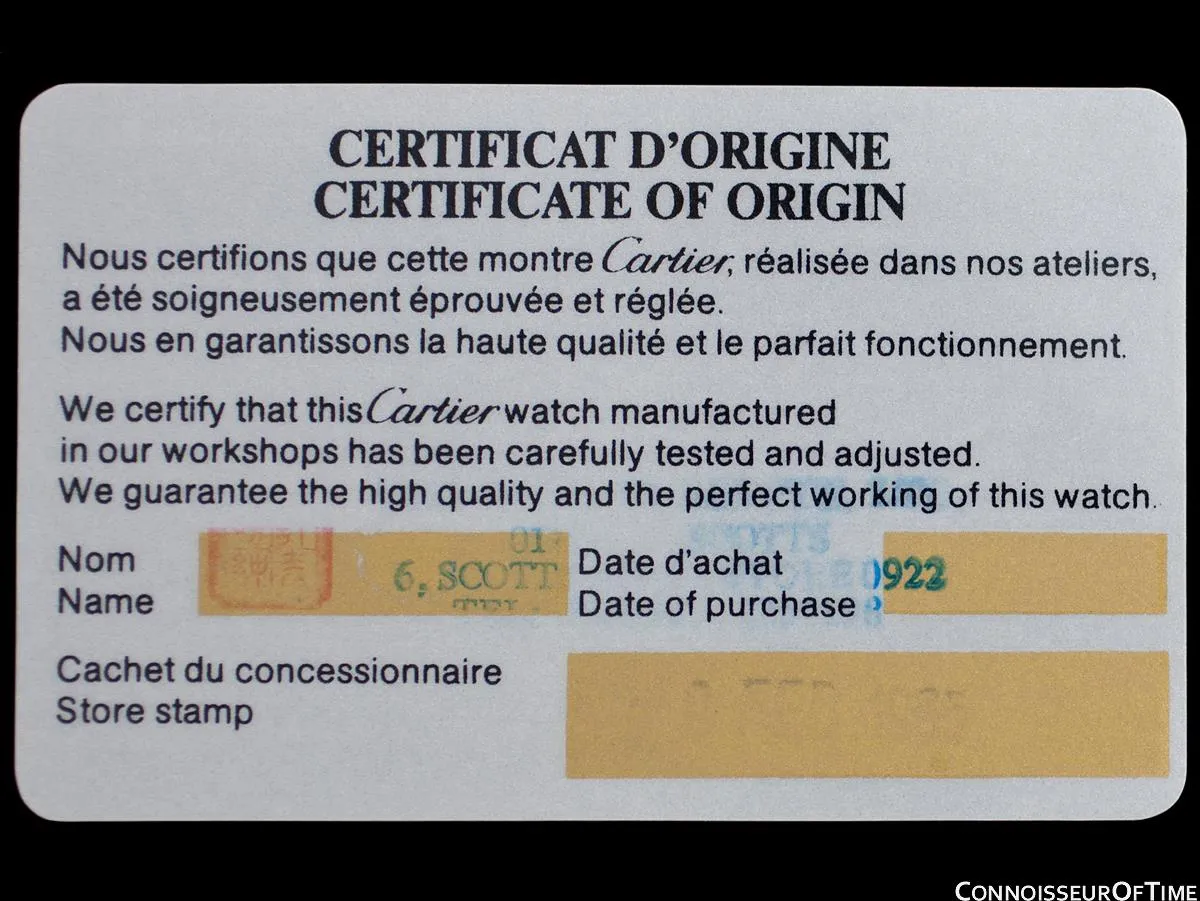 CERTIFICAT D'ORIGINE
CERTIFICATE OF ORIGIN
Nous certifions que cette montre Cartier, réalisée dans nos ateliers,
a été soigneusement éprouvée et réglée.
Nous en garantissons la haute qualité et le parfait fonctionnement.
We certify that this Cartier watch manufactured
in our workshops has been carefully tested and adjusted.
We guarantee the high quality and the perfect working of this watch.
Nom
Name
01
6, SCOTT
Date d'achat
Date of purchase
922
Cachet du concessionnaire
Store stamp
CONNOISSEUROFTIME